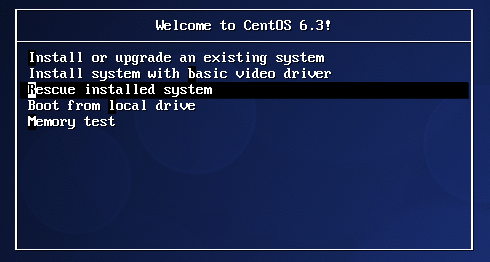 Welcome to CentOS 6.3!
Install or upgrade an existing system
Install system with basic video driver
Rescue installed system
Boot from local drive
Memory test